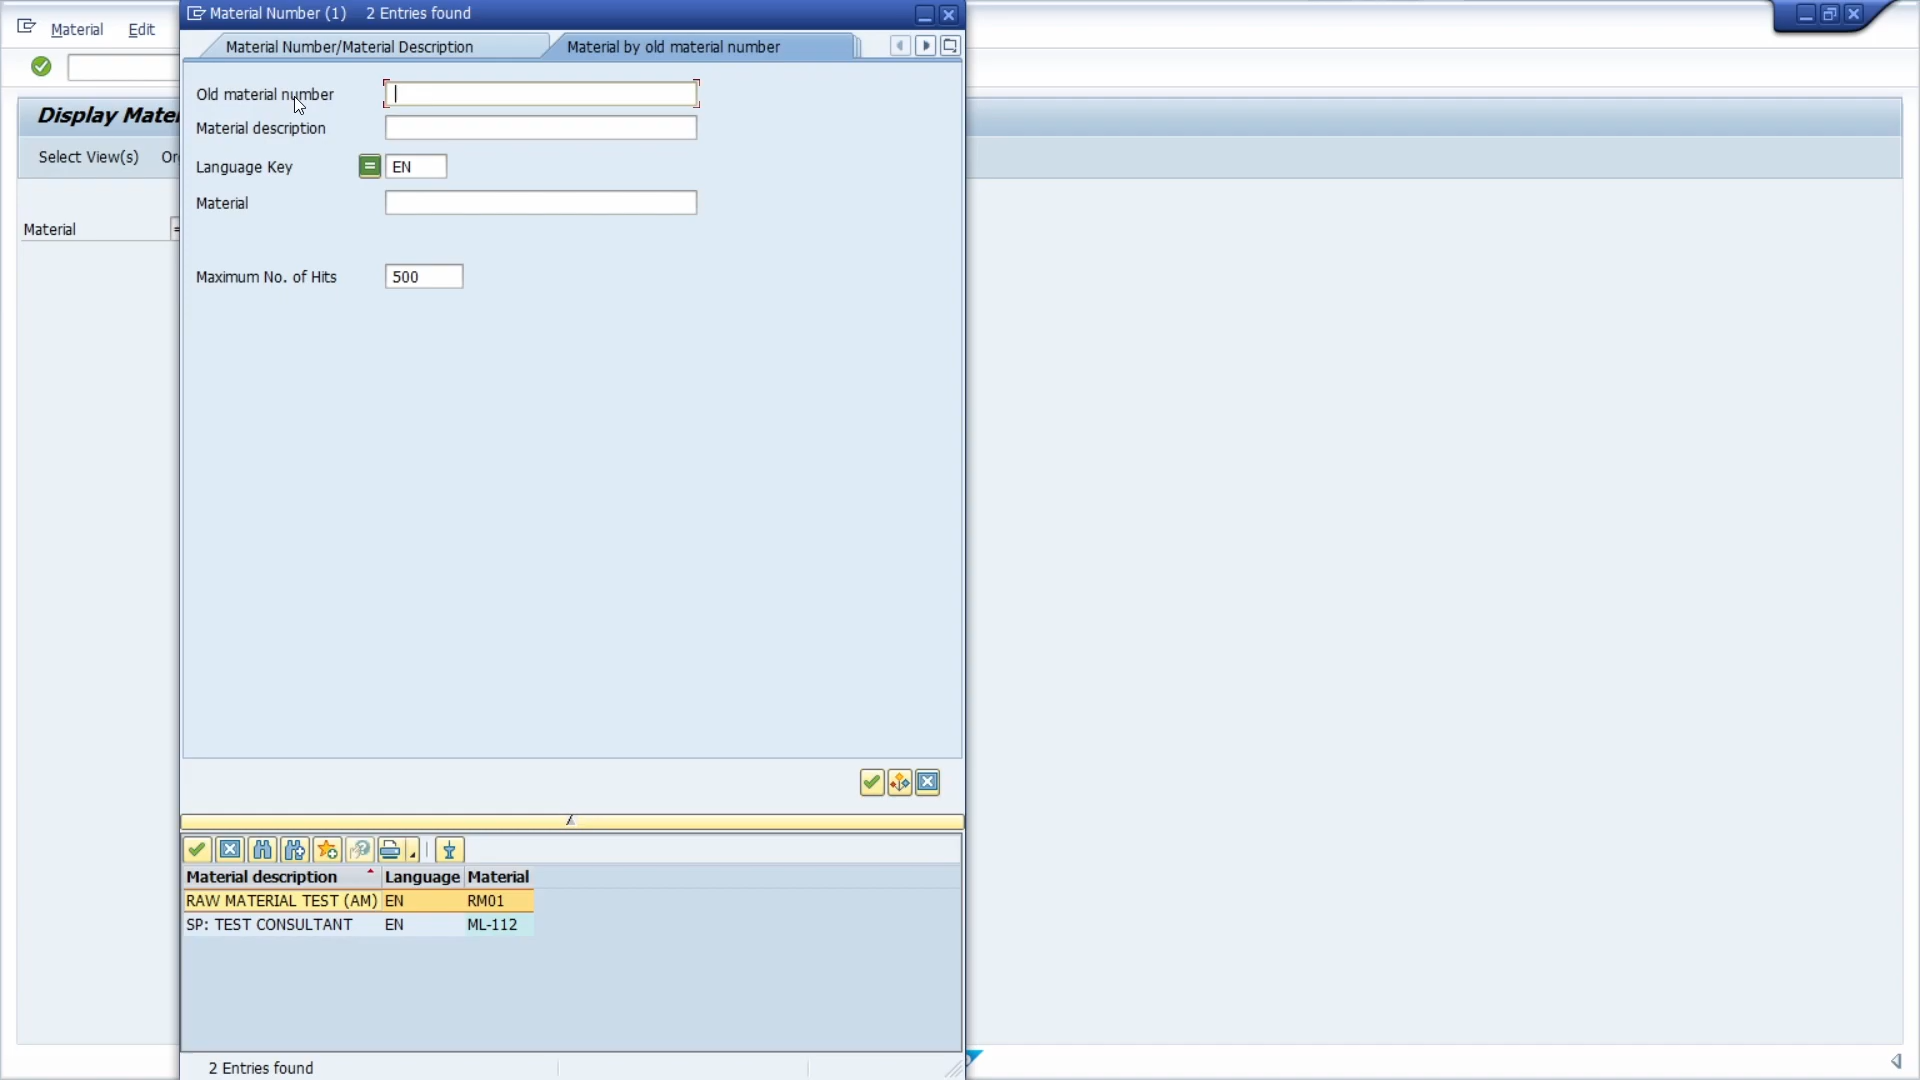 Material Number (1) 2 Entries found
Material Edit
Material Number/Material Description Material by old material number
Old material number
Display Mate
Material description
Select View(s) Or
Language Key EN
Material
Material =
Maximum No. of Hits 500
Material description Language Material
RAW MATERIAL TEST (AM) EN RM01
SP: TEST CONSULTANT EN ML-112
2 Entries found